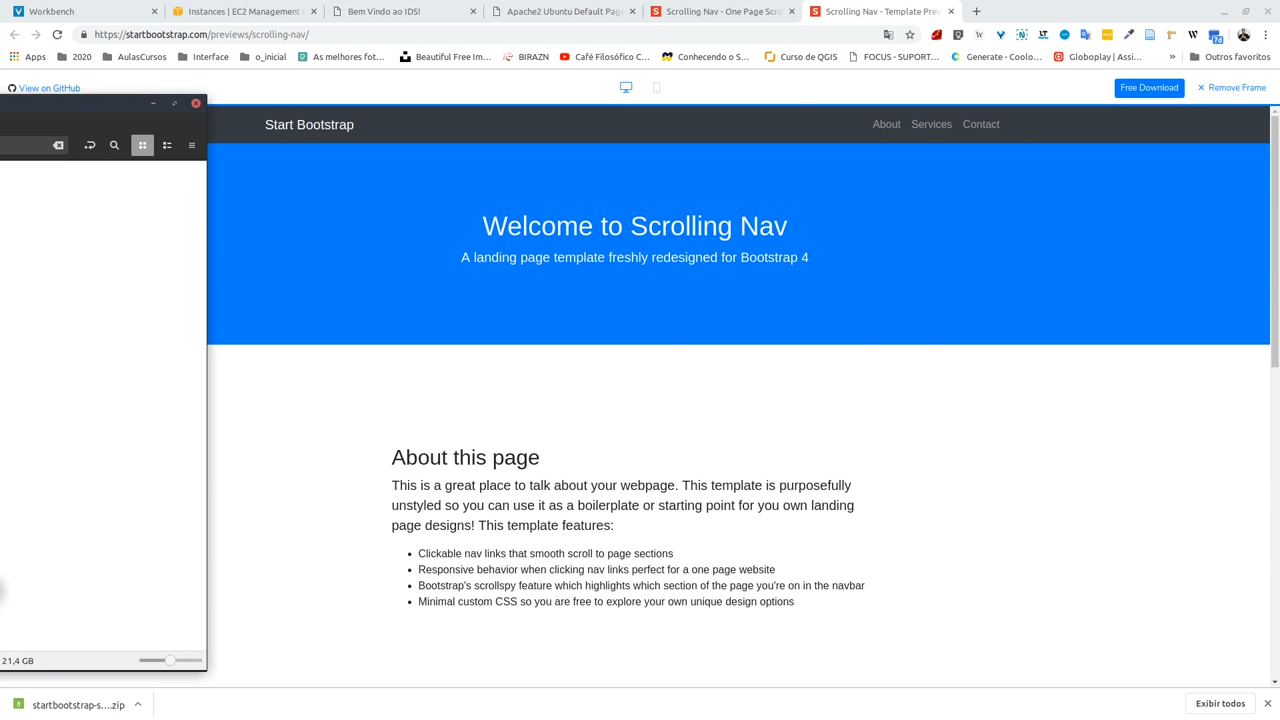 Workbench
Instances | EC2 Management
Bem Vindo ao IDS!
Apache2 Ubuntu Default Page
Scrolling Nav - One Page Scro
Scrolling Nav - Template Prev
https://startbootstrap.com/previews/scrolling-nav/
7d
Apps
2020
AulasCursos
Interface
o_inicial
As melhores fot...
Beautiful Free Im...
BIRAZN
Café Filosófico C...
Conhecendo o S...
Curso de QGIS
FOCUS - SUPORT...
Generate - Coolo...
Globoplay | Assi...
»
Outros favoritos
View on GitHub
Free Download
Remove Frame
Start Bootstrap
About
Services
Contact
Welcome to Scrolling Nav
A landing page template freshly redesigned for Bootstrap 4
About this page
This is a great place to talk about your webpage. This template is purposefully
unstyled so you can use it as a boilerplate or starting point for you own landing
page designs! This template features:
• Clickable nav links that smooth scroll to page sections
• Responsive behavior when clicking nav links perfect for a one page website
• Bootstrap's scrollspy feature which highlights which section of the page you're on in the navbar
• Minimal custom CSS so you are free to explore your own unique design options
21,4 GB
startbootstrap-s....zip
Exibir todos